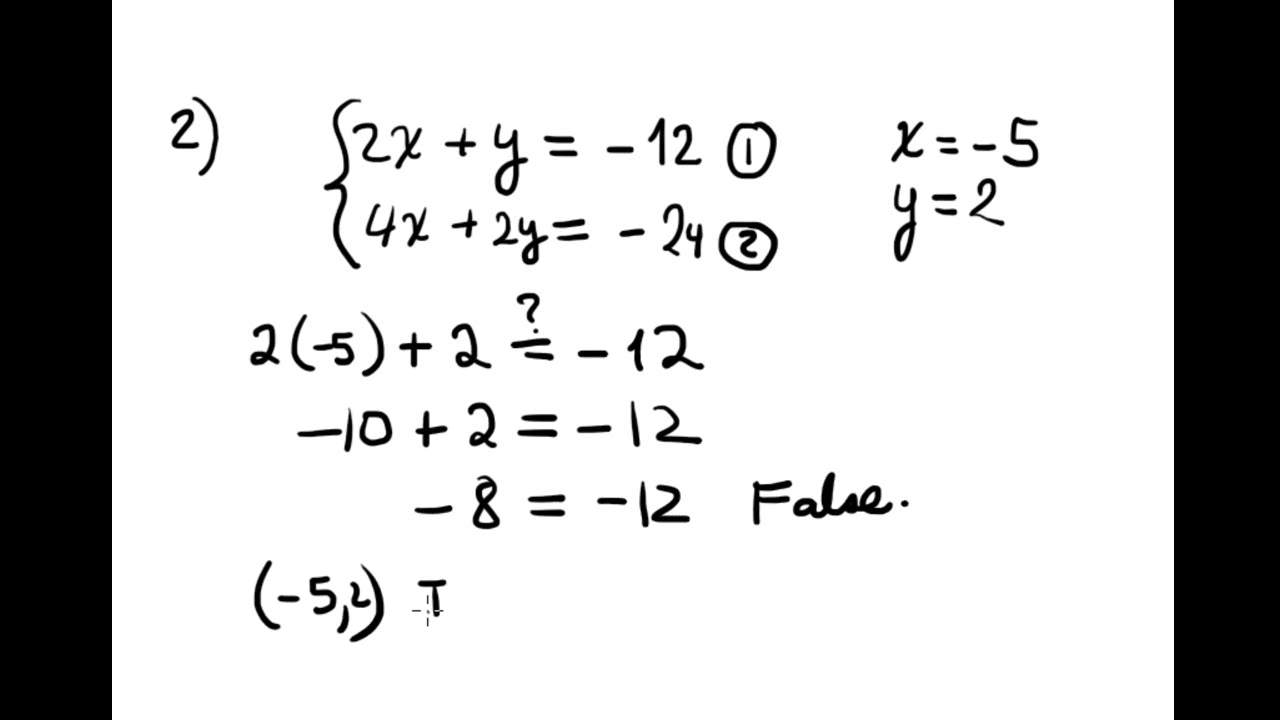 2) 2x + y = -12 ① x = -5
4x + 2y = -24 ② y = 2
2(-5) + 2 ≟ -12
-10 + 2 = -12
-8 = -12 False.
(-5,2) I